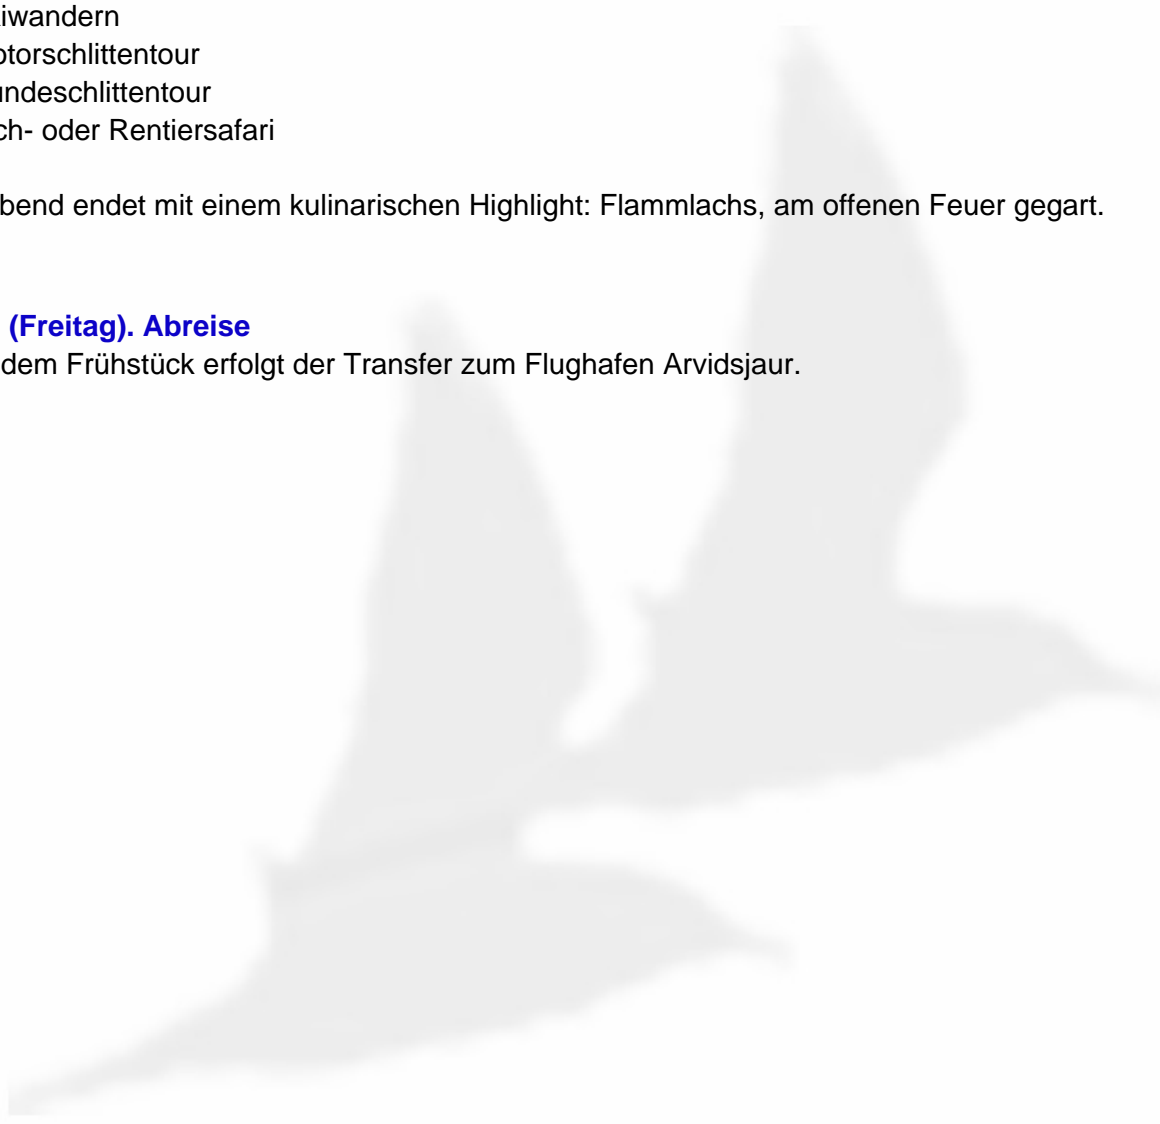 iwandern
otorschlittentour
undeschlittentour
ch- oder Rentiersafari
bend endet mit einem kulinarischen Highlight: Flammlachs, am offenen Feuer gegart.
(Freitag). Abreise
dem Frühstück erfolgt der Transfer zum Flughafen Arvidsjaur.